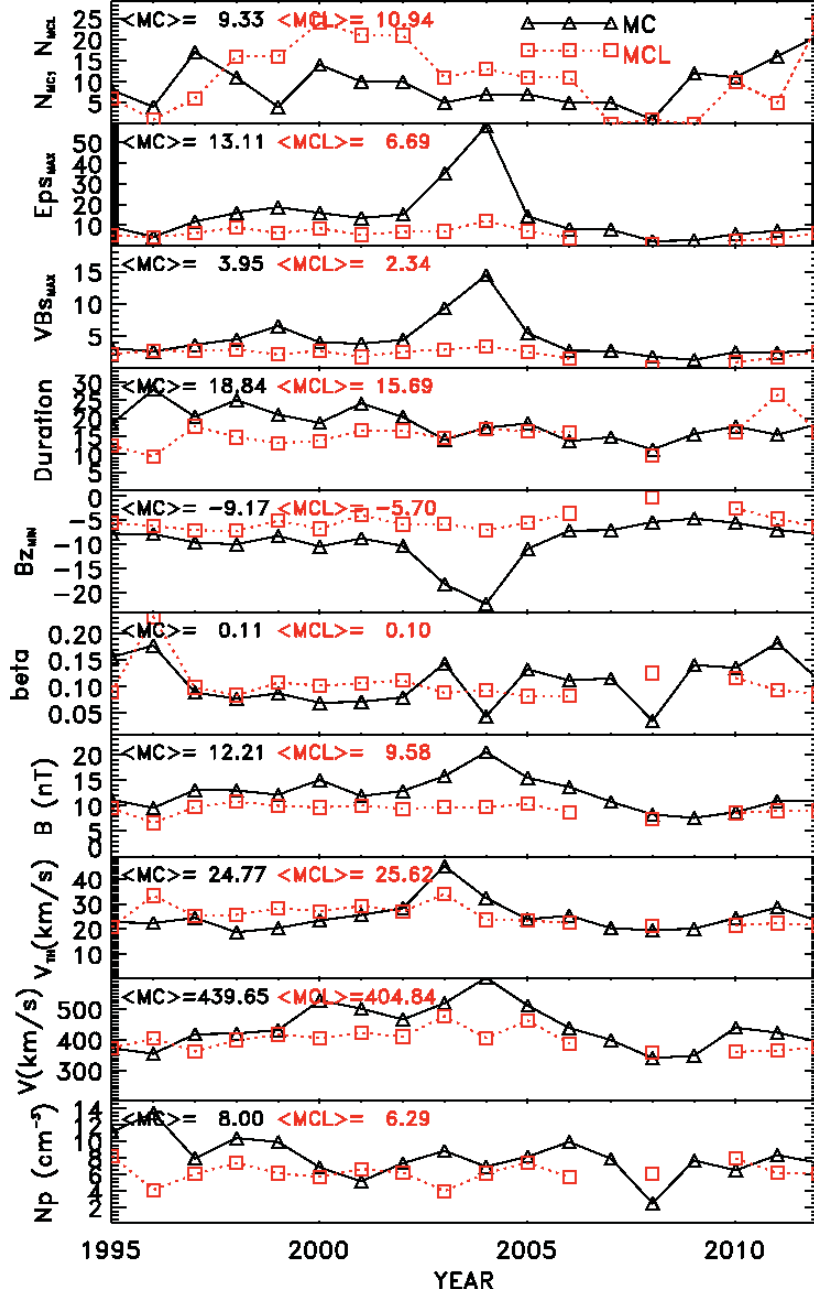 N_MC, N_MCL
25
20
15
10
5
<MC>= 9.33 <MCL>= 10.94
MC
MCL
Eps_MAX
50
40
30
20
10
<MC>= 13.11 <MCL>= 6.69
VBs_MAX
15
10
5
<MC>= 3.95 <MCL>= 2.34
Duration
30
25
20
15
10
5
<MC>= 18.84 <MCL>= 15.69
Bz_MIN
0
-5
-10
-15
-20
<MC>= -9.17 <MCL>= -5.70
beta
0.20
0.15
0.10
0.05
<MC>= 0.11 <MCL>= 0.10
B (nT)
20
15
10
5
0
<MC>= 12.21 <MCL>= 9.58
V_TH(km/s)
40
30
20
10
<MC>= 24.77 <MCL>= 25.62
V(km/s)
500
400
300
<MC>=439.65 <MCL>=404.84
Np (cm⁻³)
14
12
10
8
6
4
2
<MC>= 8.00 <MCL>= 6.29
1995 2000 2005 2010
YEAR